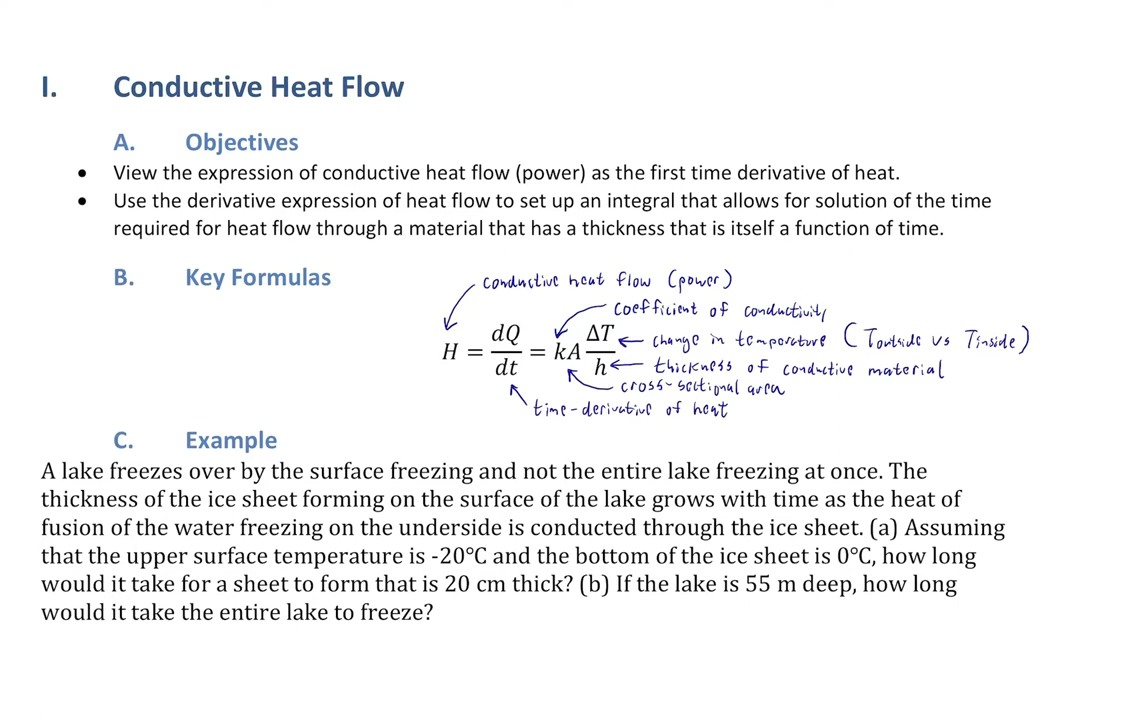 I. Conductive Heat Flow
A. Objectives
• View the expression of conductive heat flow (power) as the first time derivative of heat.
• Use the derivative expression of heat flow to set up an integral that allows for solution of the time
required for heat flow through a material that has a thickness that is itself a function of time.
B. Key Formulas
conductive heat flow (power)
coefficient of conductivity
H = dQ/dt = kA ΔT/h
change in temperature (Toutside vs Tinside)
thickness of conductive material
cross-sectional area
time-derivative of heat
C. Example
A lake freezes over by the surface freezing and not the entire lake freezing at once. The
thickness of the ice sheet forming on the surface of the lake grows with time as the heat of
fusion of the water freezing on the underside is conducted through the ice sheet. (a) Assuming
that the upper surface temperature is -20°C and the bottom of the ice sheet is 0°C, how long
would it take for a sheet to form that is 20 cm thick? (b) If the lake is 55 m deep, how long
would it take the entire lake to freeze?